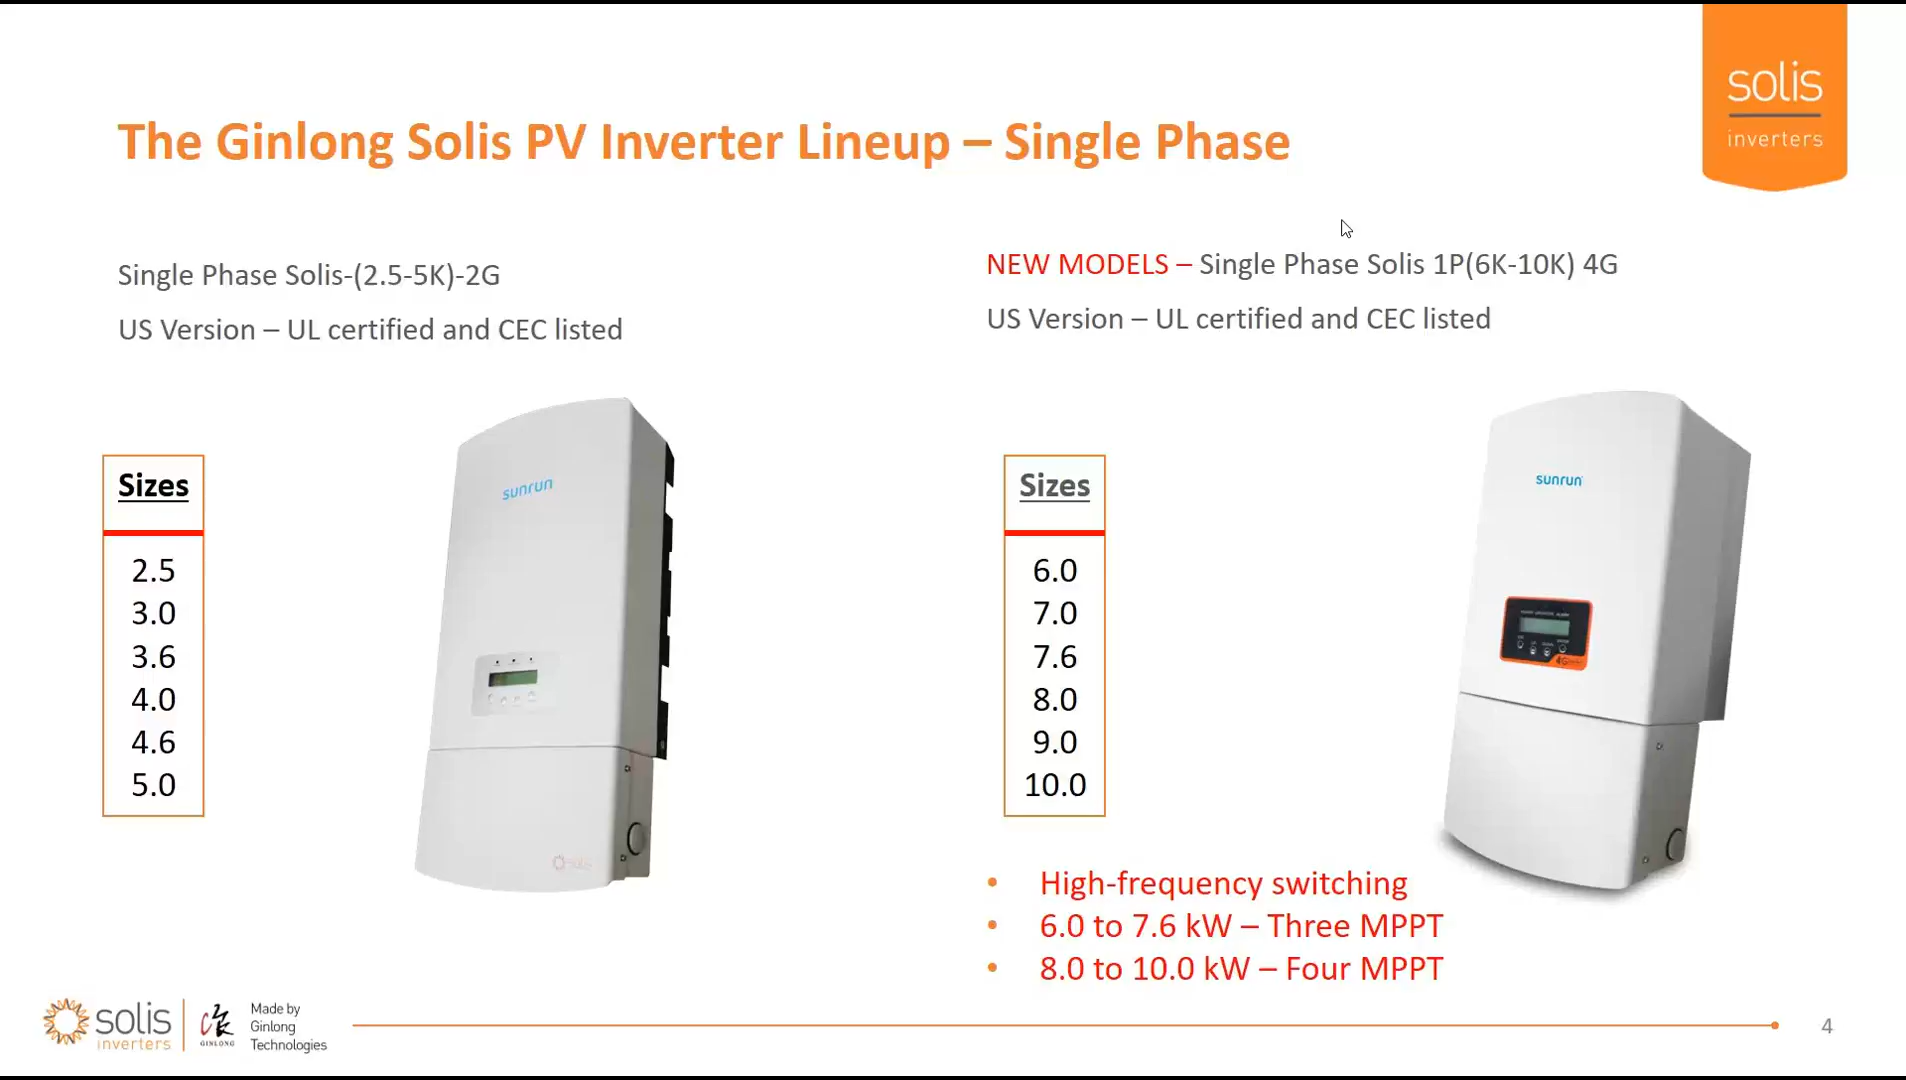 solis
inverters
The Ginlong Solis PV Inverter Lineup – Single Phase
Single Phase Solis-(2.5-5K)-2G
US Version – UL certified and CEC listed
Sizes
2.5
3.0
3.6
4.0
4.6
5.0
sunrun
solis
NEW MODELS – Single Phase Solis 1P(6K-10K) 4G
US Version – UL certified and CEC listed
Sizes
6.0
7.0
7.6
8.0
9.0
10.0
sunrun
• High-frequency switching
• 6.0 to 7.6 kW – Three MPPT
• 8.0 to 10.0 kW – Four MPPT
solis
inverters
GINLONG
Made by
Ginlong
Technologies
4